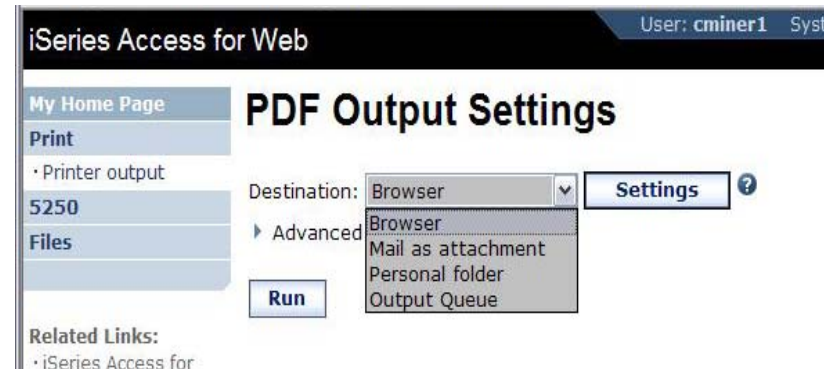 iSeries Access for Web
User: cminer1 Syst
My Home Page
Print
• Printer output
5250
Files
Related Links:
• iSeries Access for
PDF Output Settings
Destination: Browser Settings ?
Advanced
Browser
Mail as attachment
Personal folder
Output Queue
Run